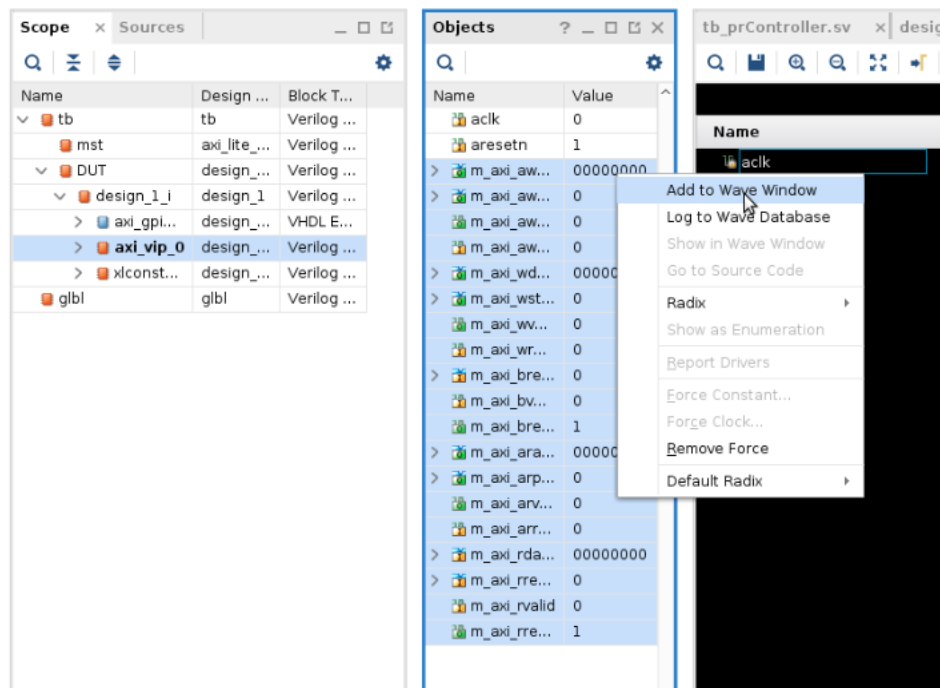 Scope × Sources
Name Design ... Block T...
tb tb Verilog ...
mst axi_lite_... Verilog ...
DUT design_... Verilog ...
design_1_i design_1 Verilog ...
axi_gpi... design_... VHDL E...
axi_vip_0 design_... Verilog ...
xlconst... design_... Verilog ...
glbl glbl Verilog ...
Objects ?
Name Value
aclk 0
aresetn 1
m_axi_aw... 00000000
m_axi_aw... 0
m_axi_aw... 0
m_axi_aw... 0
m_axi_wd... 00000
m_axi_wst... 0
m_axi_wv... 0
m_axi_wr... 0
m_axi_bre... 0
m_axi_bv... 0
m_axi_bre... 1
m_axi_ara... 00000
m_axi_arp... 0
m_axi_arv... 0
m_axi_arr... 0
m_axi_rda... 00000000
m_axi_rre... 0
m_axi_rvalid 0
m_axi_rre... 1
Add to Wave Window
Log to Wave Database
Show in Wave Window
Go to Source Code
Radix
Show as Enumeration
Report Drivers
Force Constant...
Force Clock...
Remove Force
Default Radix
tb_prController.sv × desig
Name
aclk